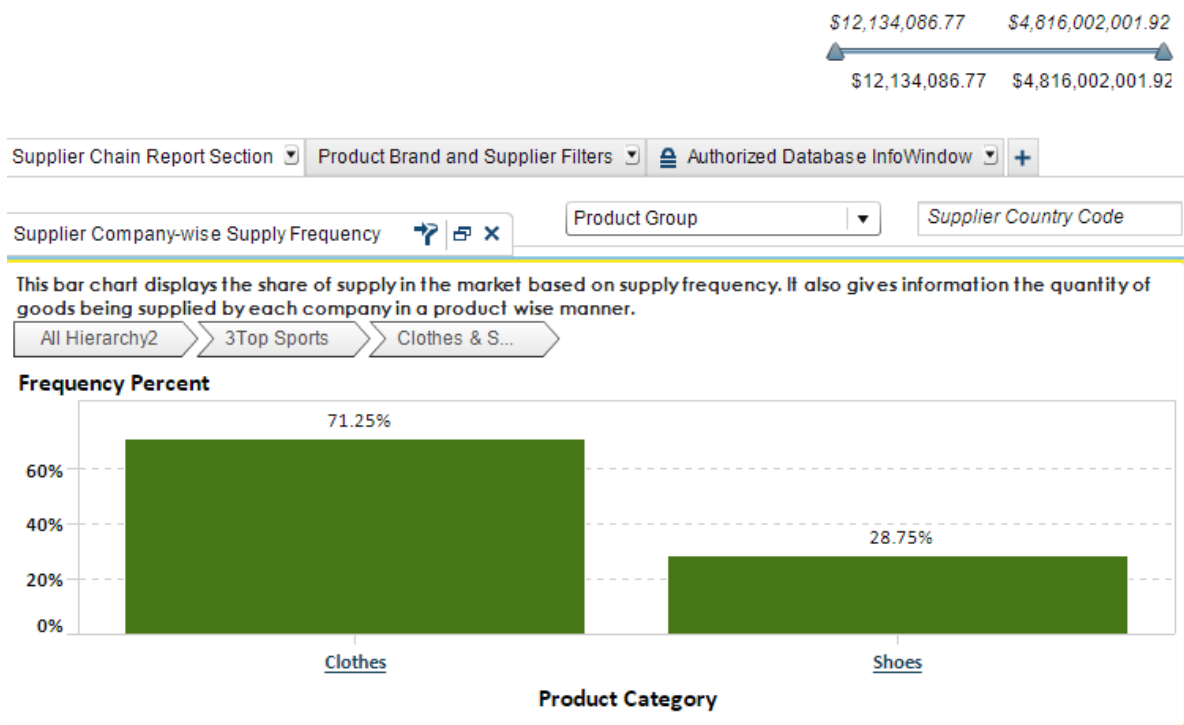 $12,134,086.77 $4,816,002,001.92
$12,134,086.77 $4,816,002,001.92
Supplier Chain Report Section Product Brand and Supplier Filters Authorized Database InfoWindow +
Supplier Company-wise Supply Frequency Product Group Supplier Country Code
This bar chart displays the share of supply in the market based on supply frequency. It also gives information the quantity of
goods being supplied by each company in a product wise manner.
All Hierarchy2 3Top Sports Clothes & S...
Frequency Percent
71.25%
60%
40%
28.75%
20%
0%
Clothes Shoes
Product Category